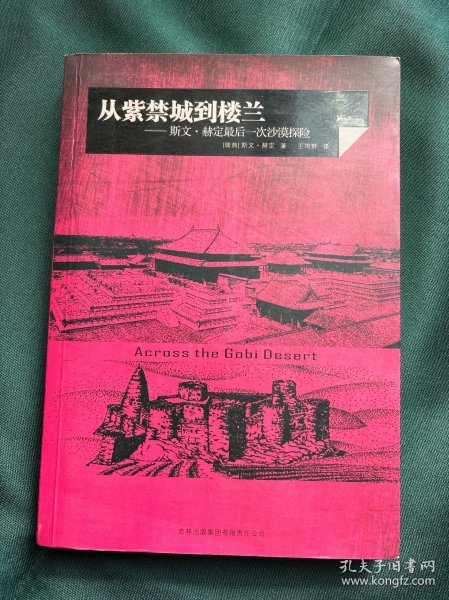 从紫禁城到楼兰
——斯文·赫定最后一次沙漠探险
[瑞典]斯文·赫定 著 王鸣野 译
Across the Gobi Desert
吉林出版集团有限责任公司
孔夫子旧书网
www.kongfz.com